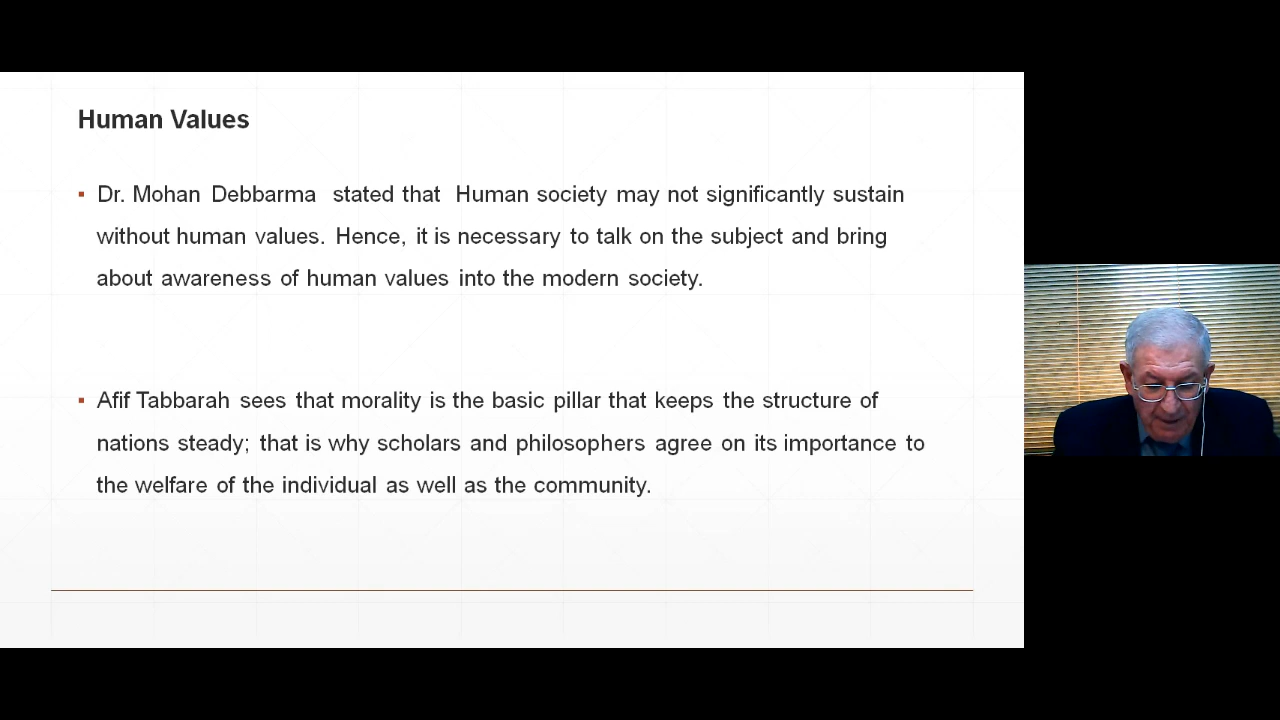 Human Values
▪ Dr. Mohan Debbarma stated that Human society may not significantly sustain
without human values. Hence, it is necessary to talk on the subject and bring
about awareness of human values into the modern society.
▪ Afif Tabbarah sees that morality is the basic pillar that keeps the structure of
nations steady; that is why scholars and philosophers agree on its importance to
the welfare of the individual as well as the community.